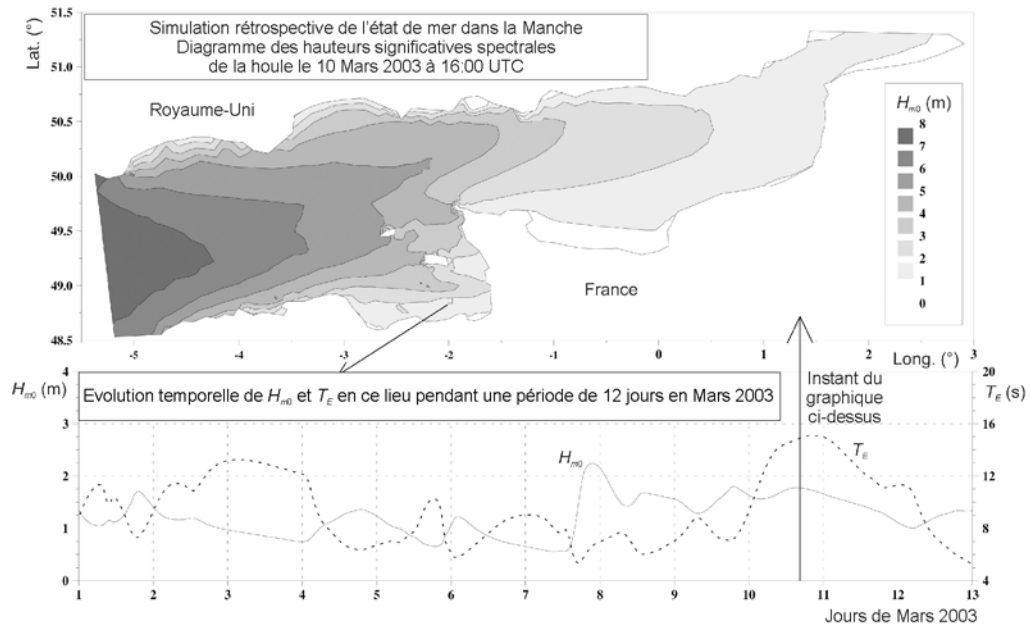 51.5
Simulation rétrospective de l'état de mer dans la Manche
Diagramme des hauteurs significatives spectrales
de la houle le 10 Mars 2003 à 16:00 UTC
Lat. (°)
51.0
Royaume-Uni
50.5
50.0
49.5
49.0
48.5
H_m0 (m)
8
7
6
5
4
3
2
1
0
France
-5 -4 -3 -2 -1 0 1 2 3
Long. (°)
H_m0 (m)
4
3
2
1
0
Evolution temporelle de H_m0 et T_E en ce lieu pendant une période de 12 jours en Mars 2003
Instant du
graphique
ci-dessus
20
T_E (s)
16
12
8
4
H_m0
T_E
1 2 3 4 5 6 7 8 9 10 11 12 13
Jours de Mars 2003